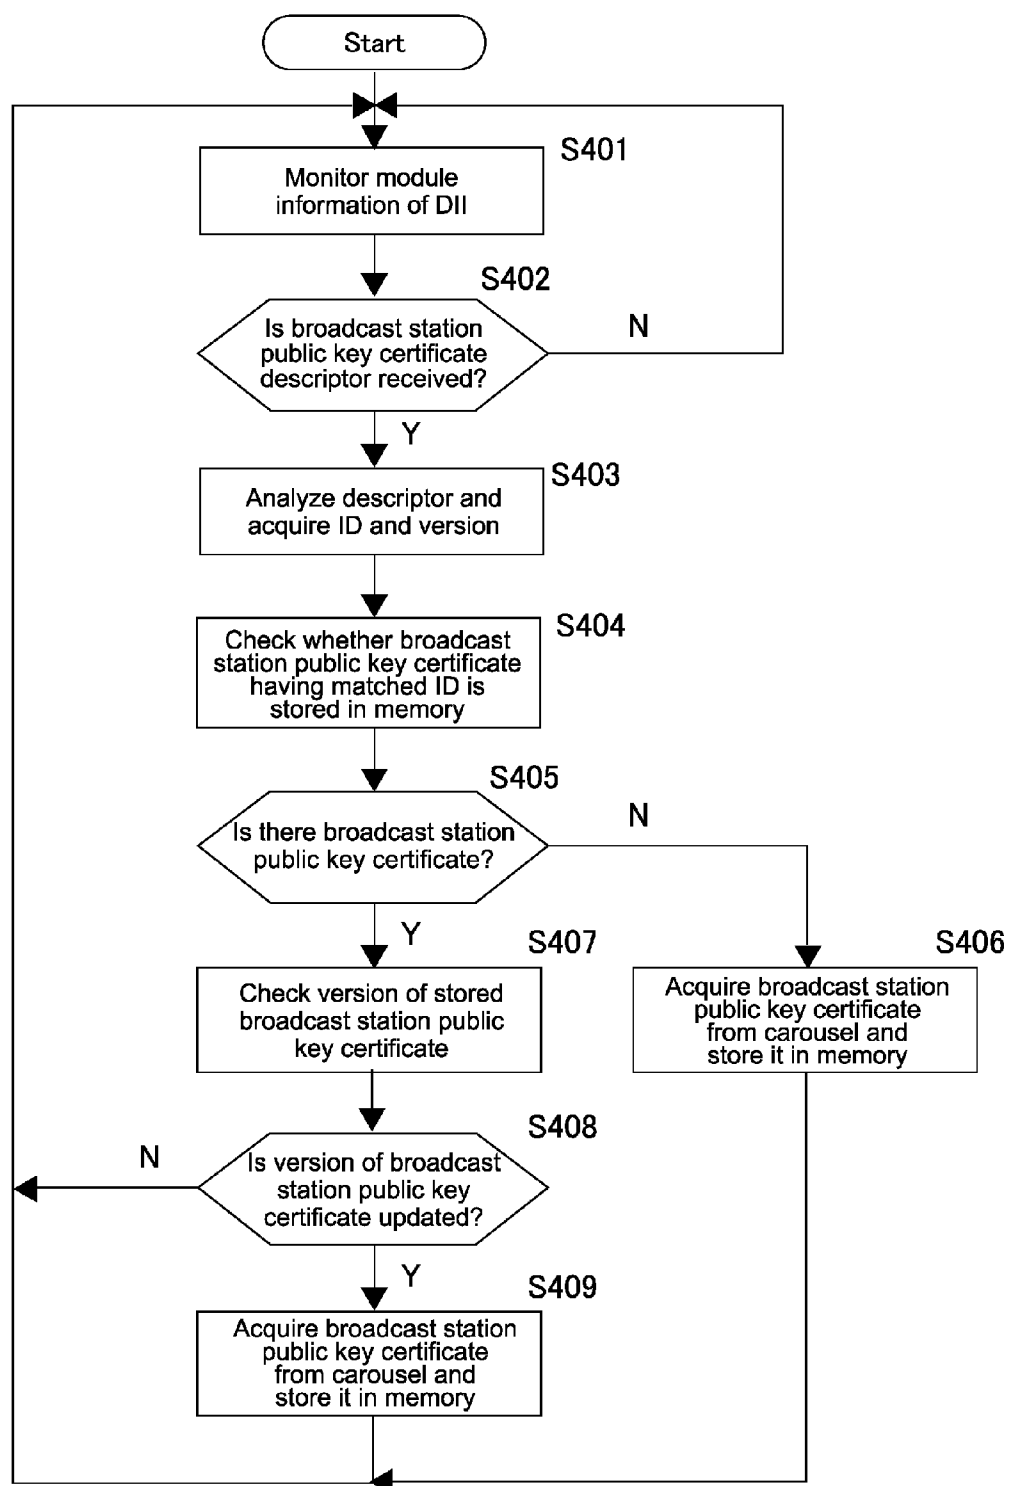 Start
S401
Monitor module
information of DII
S402
Is broadcast station
public key certificate
descriptor received?
N
Y
S403
Analyze descriptor and
acquire ID and version
S404
Check whether broadcast
station public key certificate
having matched ID is
stored in memory
S405
Is there broadcast station
public key certificate?
N
Y
S407
Check version of stored
broadcast station public
key certificate
S406
Acquire broadcast station
public key certificate
from carousel and
store it in memory
S408
Is version of broadcast
station public key
certificate updated?
N
Y
S409
Acquire broadcast station
public key certificate
from carousel and
store it in memory